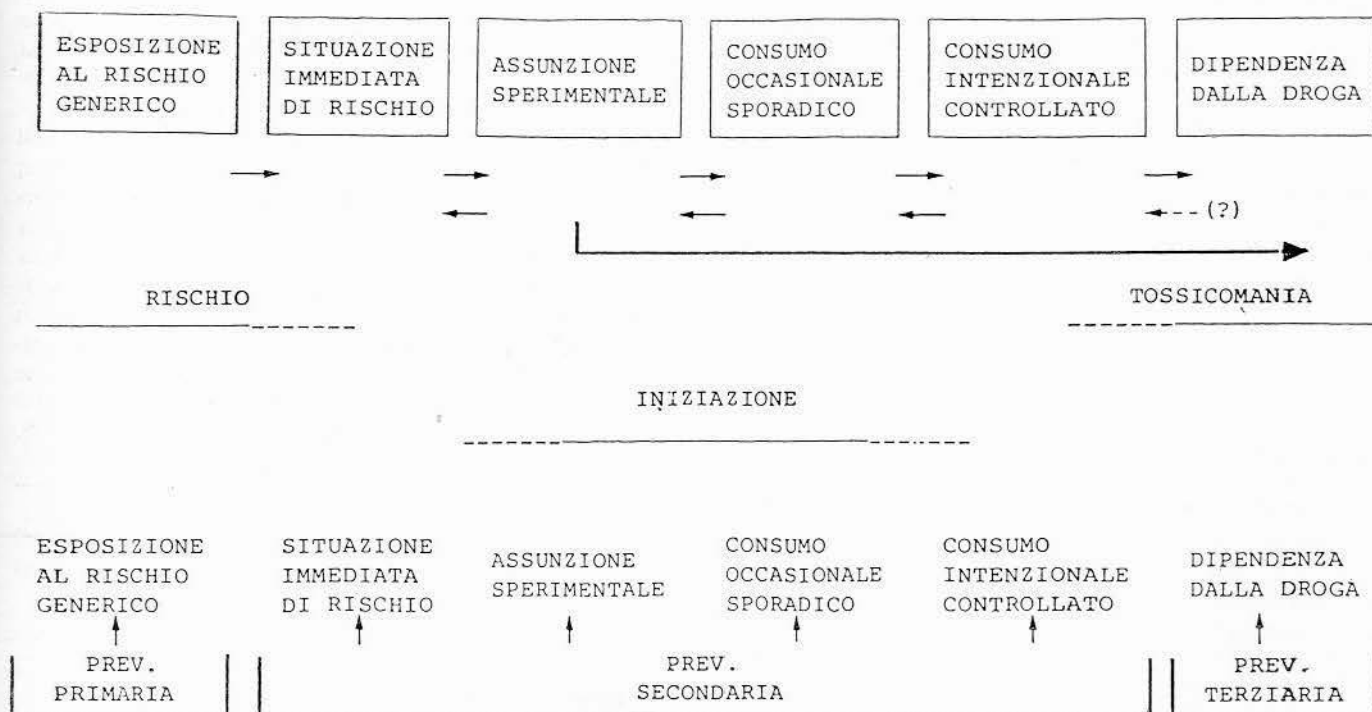 ESPOSIZIONE
AL RISCHIO
GENERICO
SITUAZIONE
IMMEDIATA
DI RISCHIO
ASSUNZIONE
SPERIMENTALE
CONSUMO
OCCASIONALE
SPORADICO
CONSUMO
INTENZIONALE
CONTROLLATO
DIPENDENZA
DALLA DROGA
(?)
RISCHIO
TOSSICOMANIA
INIZIAZIONE
ESPOSIZIONE
AL RISCHIO
GENERICO
SITUAZIONE
IMMEDIATA
DI RISCHIO
ASSUNZIONE
SPERIMENTALE
CONSUMO
OCCASIONALE
SPORADICO
CONSUMO
INTENZIONALE
CONTROLLATO
DIPENDENZA
DALLA DROGA
PREV.
PRIMARIA
PREV.
SECONDARIA
PREV.
TERZIARIA